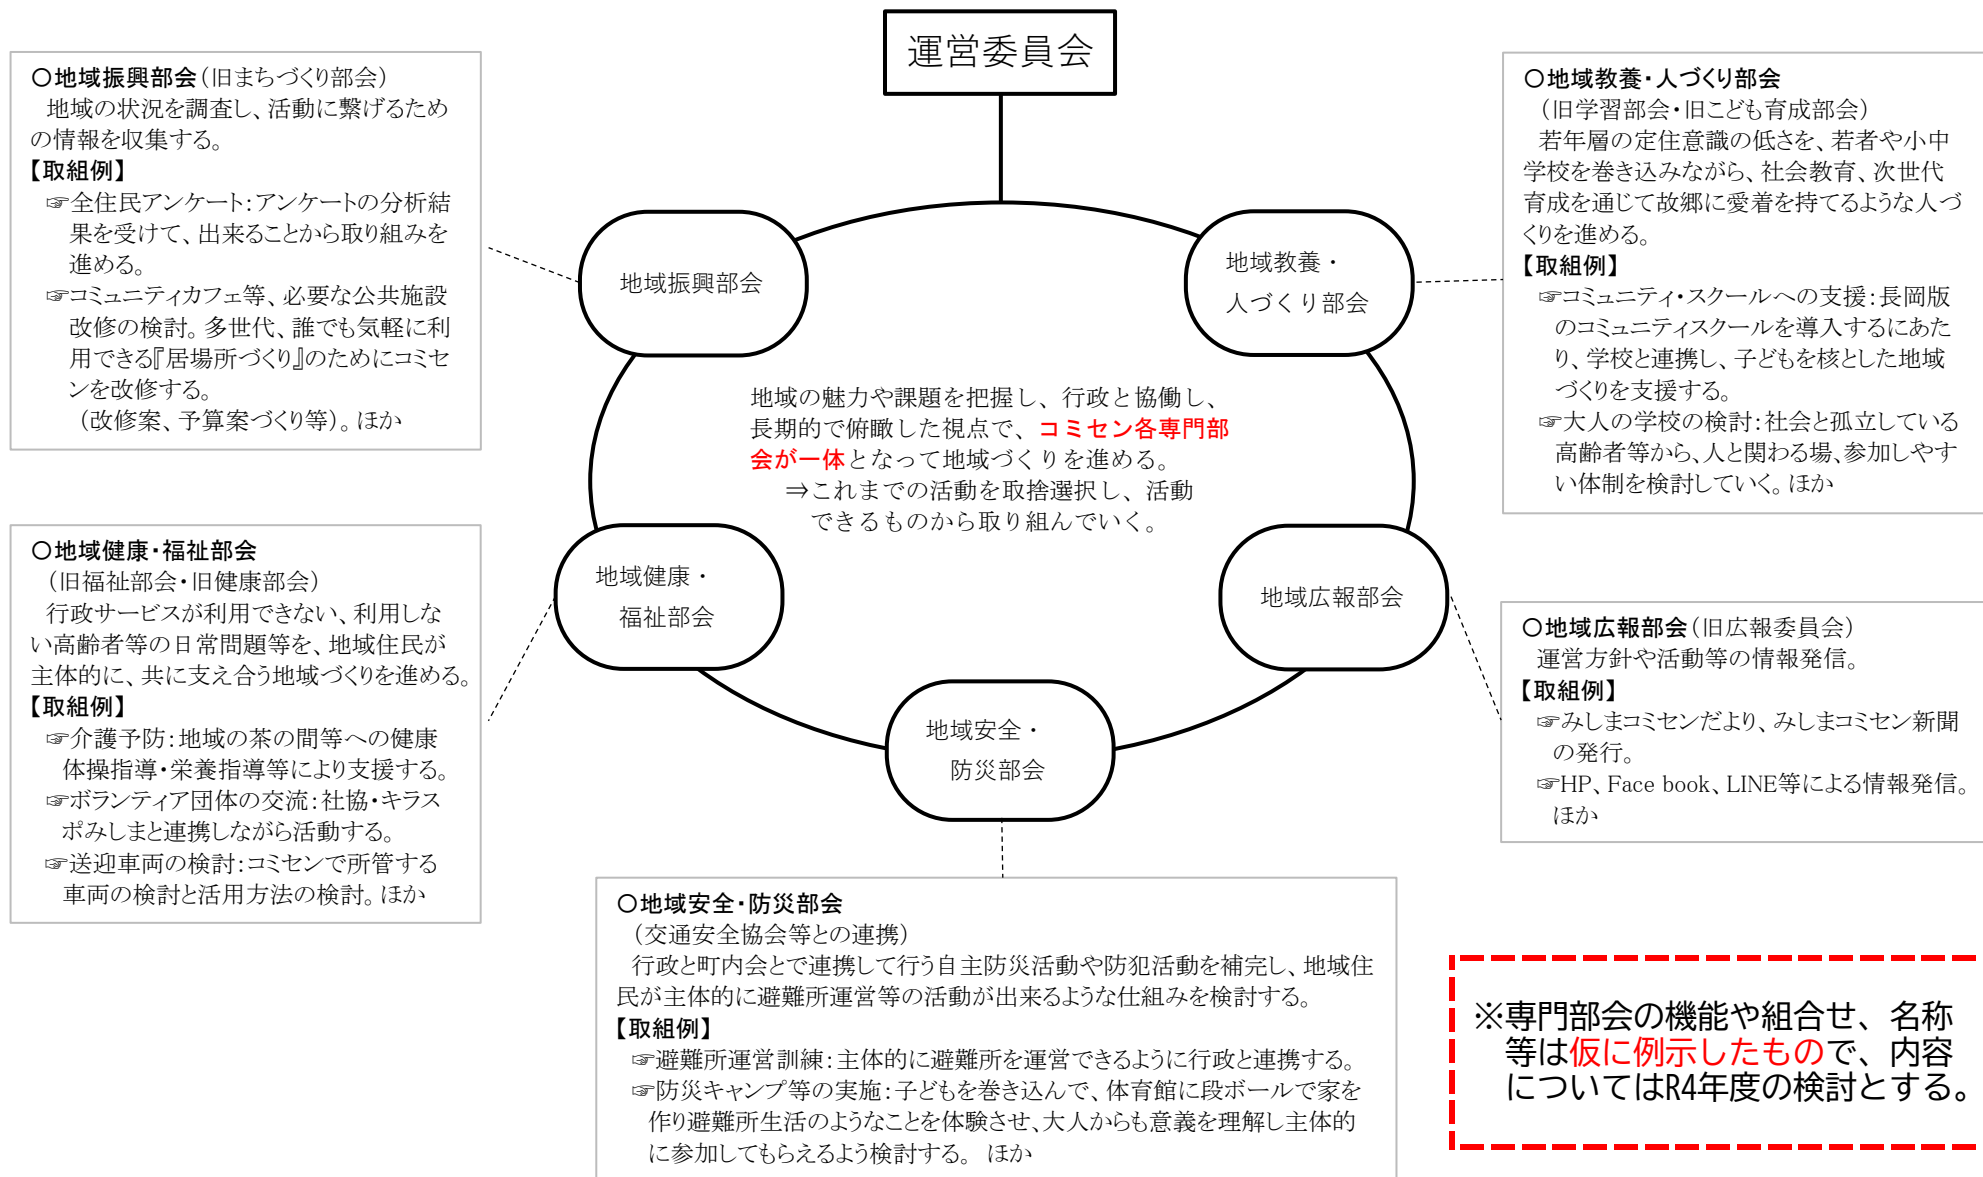 運営委員会
〇地域振興部会(旧まちづくり部会)
地域の状況を調査し、活動に繋げるため
の情報を収集する。
【取組例】
☞全住民アンケート:アンケートの分析結
果を受けて、出来ることから取り組みを
進める。
☞コミュニティカフェ等、必要な公共施設
改修の検討。多世代、誰でも気軽に利
用できる『居場所づくり』のためにコミセ
ンを改修する。
(改修案、予算案づくり等)。ほか
〇地域教養・人づくり部会
(旧学習部会・旧こども育成部会)
若年層の定住意識の低さを、若者や小中
学校を巻き込みながら、社会教育、次世代
育成を通じて故郷に愛着を持てるような人づ
くりを進める。
【取組例】
☞コミュニティ・スクールへの支援:長岡版
のコミュニティスクールを導入するにあた
り、学校と連携し、子どもを核とした地域
づくりを支援する。
☞大人の学校の検討:社会と孤立している
高齢者等から、人と関わる場、参加しやす
い体制を検討していく。ほか
地域振興部会
地域教養・
人づくり部会
地域の魅力や課題を把握し、行政と協働し、
長期的で俯瞰した視点で、コミセン各専門部
会が一体となって地域づくりを進める。
⇒これまでの活動を取捨選択し、活動
できるものから取り組んでいく。
地域健康・
福祉部会
地域広報部会
地域安全・
防災部会
〇地域健康・福祉部会
(旧福祉部会・旧健康部会)
行政サービスが利用できない、利用しな
い高齢者等の日常問題等を、地域住民が
主体的に、共に支え合う地域づくりを進める。
【取組例】
☞介護予防:地域の茶の間等への健康
体操指導・栄養指導等により支援する。
☞ボランティア団体の交流:社協・キラス
ポみしまと連携しながら活動する。
☞送迎車両の検討:コミセンで所管する
車両の検討と活用方法の検討。ほか
〇地域広報部会(旧広報委員会)
運営方針や活動等の情報発信。
【取組例】
☞みしまコミセンだより、みしまコミセン新聞
の発行。
☞HP、Face book、LINE等による情報発信。
ほか
〇地域安全・防災部会
(交通安全協会等との連携)
行政と町内会とで連携して行う自主防災活動や防犯活動を補完し、地域住
民が主体的に避難所運営等の活動が出来るような仕組みを検討する。
【取組例】
☞避難所運営訓練:主体的に避難所を運営できるように行政と連携する。
☞防災キャンプ等の実施:子どもを巻き込んで、体育館に段ボールで家を
作り避難所生活のようなことを体験させ、大人からも意義を理解し主体的
に参加してもらえるよう検討する。 ほか
※専門部会の機能や組合せ、名称
等は仮に例示したもので、内容
についてはR4年度の検討とする。